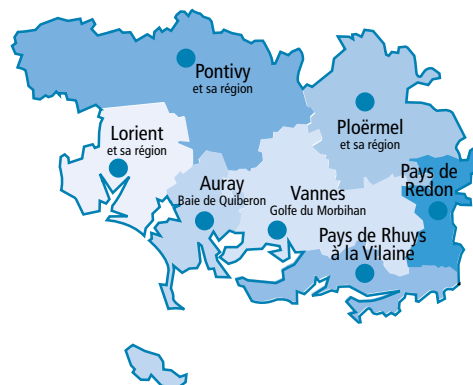 Pontivy
et sa région
Ploërmel
et sa région
Lorient
et sa région
Pays de
Redon
Auray
Baie de Quiberon
Vannes
Golfe du Morbihan
Pays de Rhuys
à la Vilaine